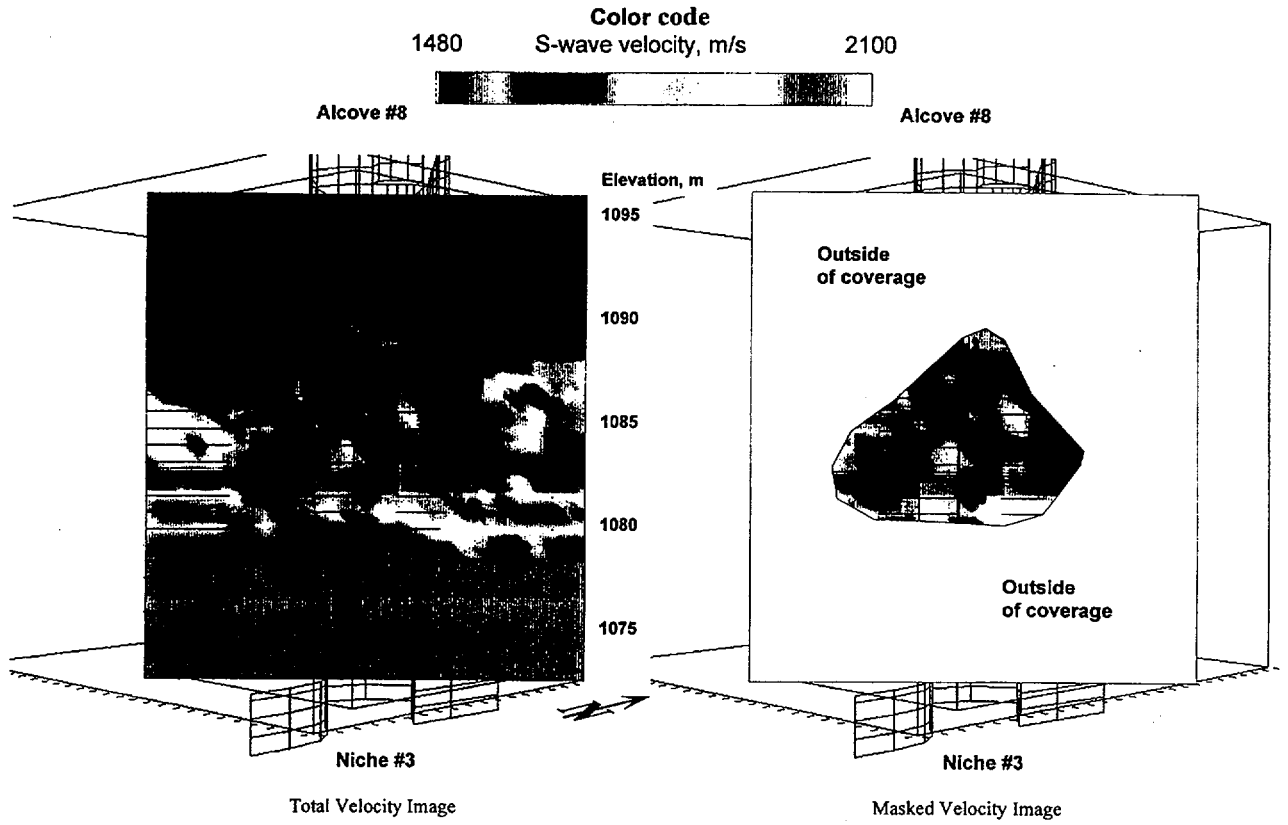 Color code
1480 S-wave velocity, m/s 2100
Alcove #8
Alcove #8
Elevation, m
1095
1090
1085
1080
1075
Outside
of coverage
Outside
of coverage
Niche #3
Niche #3
Total Velocity Image
Masked Velocity Image